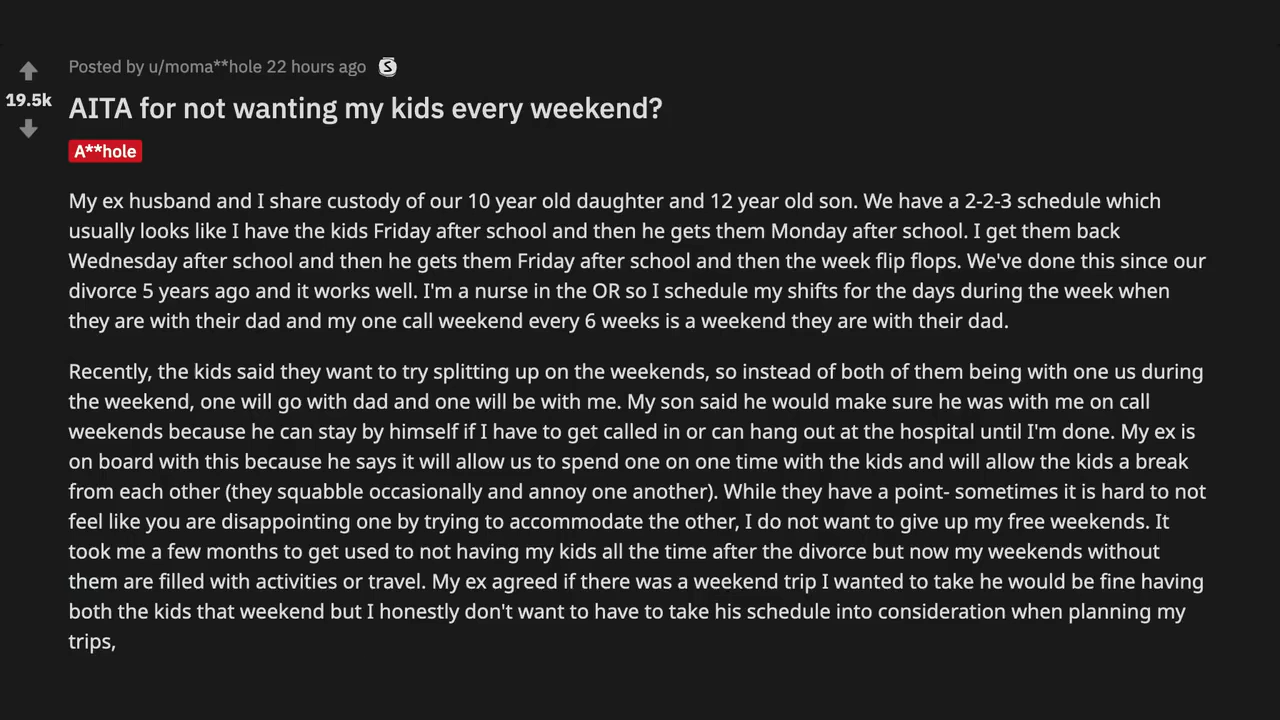 Posted by u/moma**hole 22 hours ago
19.5k
AITA for not wanting my kids every weekend?
A**hole
My ex husband and I share custody of our 10 year old daughter and 12 year old son. We have a 2-2-3 schedule which
usually looks like I have the kids Friday after school and then he gets them Monday after school. I get them back
Wednesday after school and then he gets them Friday after school and then the week flip flops. We've done this since our
divorce 5 years ago and it works well. I'm a nurse in the OR so I schedule my shifts for the days during the week when
they are with their dad and my one call weekend every 6 weeks is a weekend they are with their dad.
Recently, the kids said they want to try splitting up on the weekends, so instead of both of them being with one us during
the weekend, one will go with dad and one will be with me. My son said he would make sure he was with me on call
weekends because he can stay by himself if I have to get called in or can hang out at the hospital until I'm done. My ex is
on board with this because he says it will allow us to spend one on one time with the kids and will allow the kids a break
from each other (they squabble occasionally and annoy one another). While they have a point- sometimes it is hard to not
feel like you are disappointing one by trying to accommodate the other, I do not want to give up my free weekends. It
took me a few months to get used to not having my kids all the time after the divorce but now my weekends without
them are filled with activities or travel. My ex agreed if there was a weekend trip I wanted to take he would be fine having
both the kids that weekend but I honestly don't want to have to take his schedule into consideration when planning my
trips,